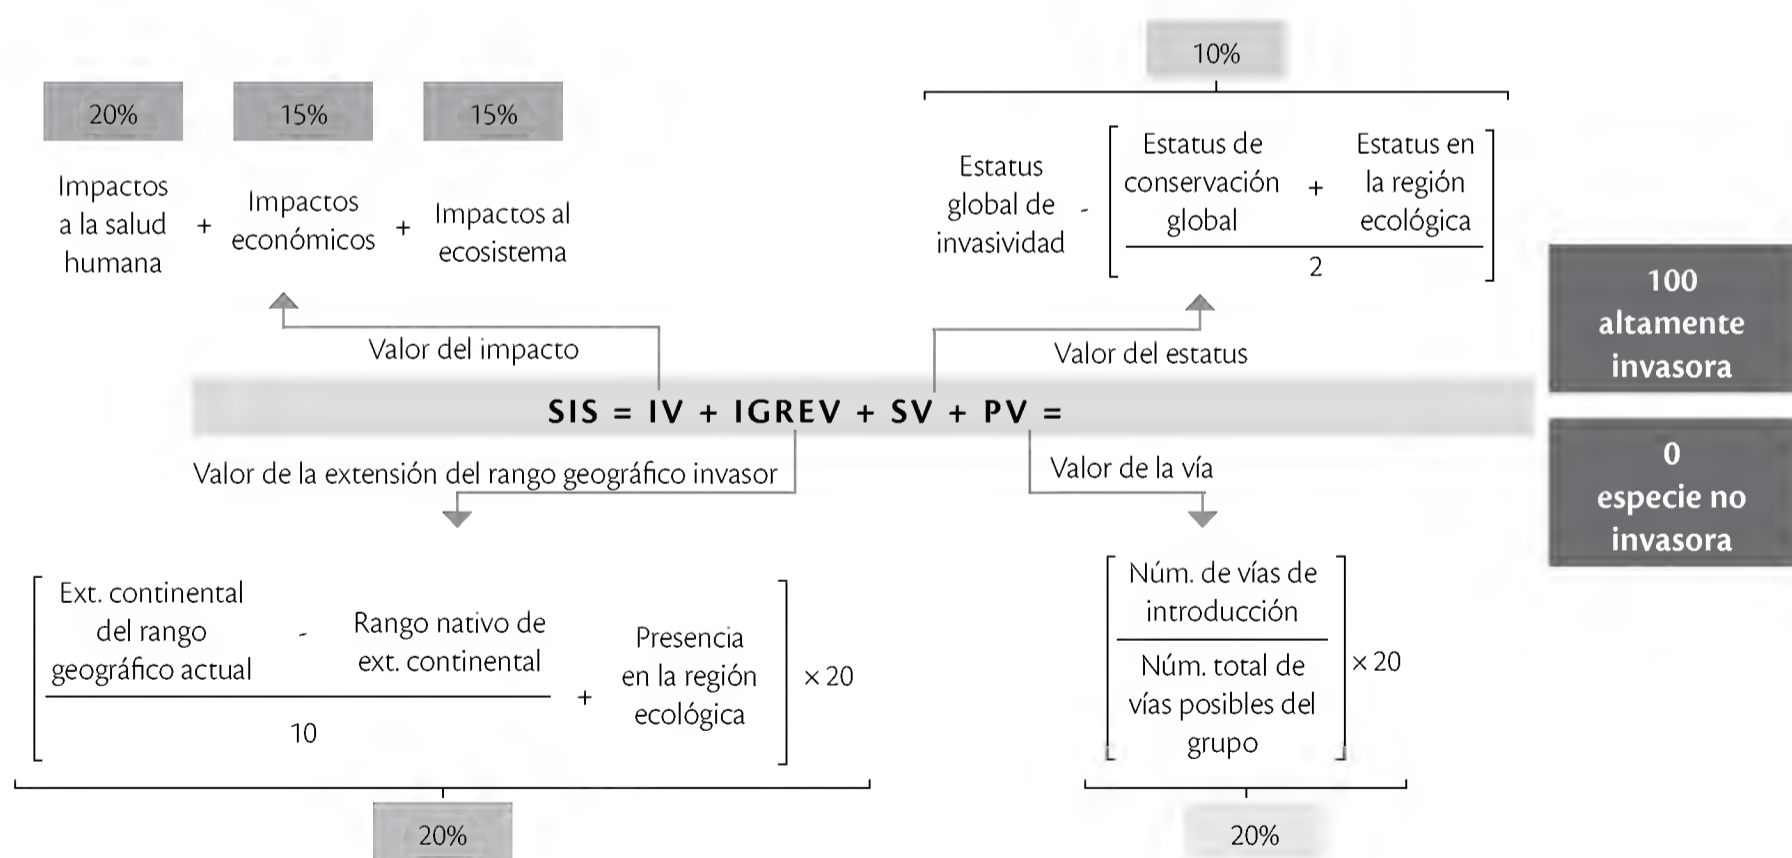 10%
20%
15%
15%
Impactos
a la salud
humana
+
Impactos
económicos
+
Impactos al
ecosistema
Estatus
global de
invasividad
-
Estatus de
conservación
global
+
Estatus en
la región
ecológica
2
100
altamente
invasora
Valor del impacto
Valor del estatus
SIS = IV + IGREV + SV + PV =
0
especie no
invasora
Valor de la extensión del rango geográfico invasor
Valor de la vía
Ext. continental
del rango
geográfico actual
-
Rango nativo de
ext. continental
10
+
Presencia
en la región
ecológica
× 20
Núm. de vías de
introducción
Núm. total de
vías posibles del
grupo
× 20
20%
20%